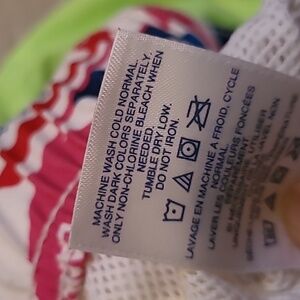 MACHINE WASH COLD NORMAL.
WASH DARK COLORS SEPARATELY.
ONLY NON-CHLORINE BLEACH WHEN
NEEDED.
TUMBLE DRY LOW.
DO NOT IRON.
LAVAGE EN MACHINE A FROID, CYCLE
NORMAL.
LAVER LES COULEURS FONCÉES